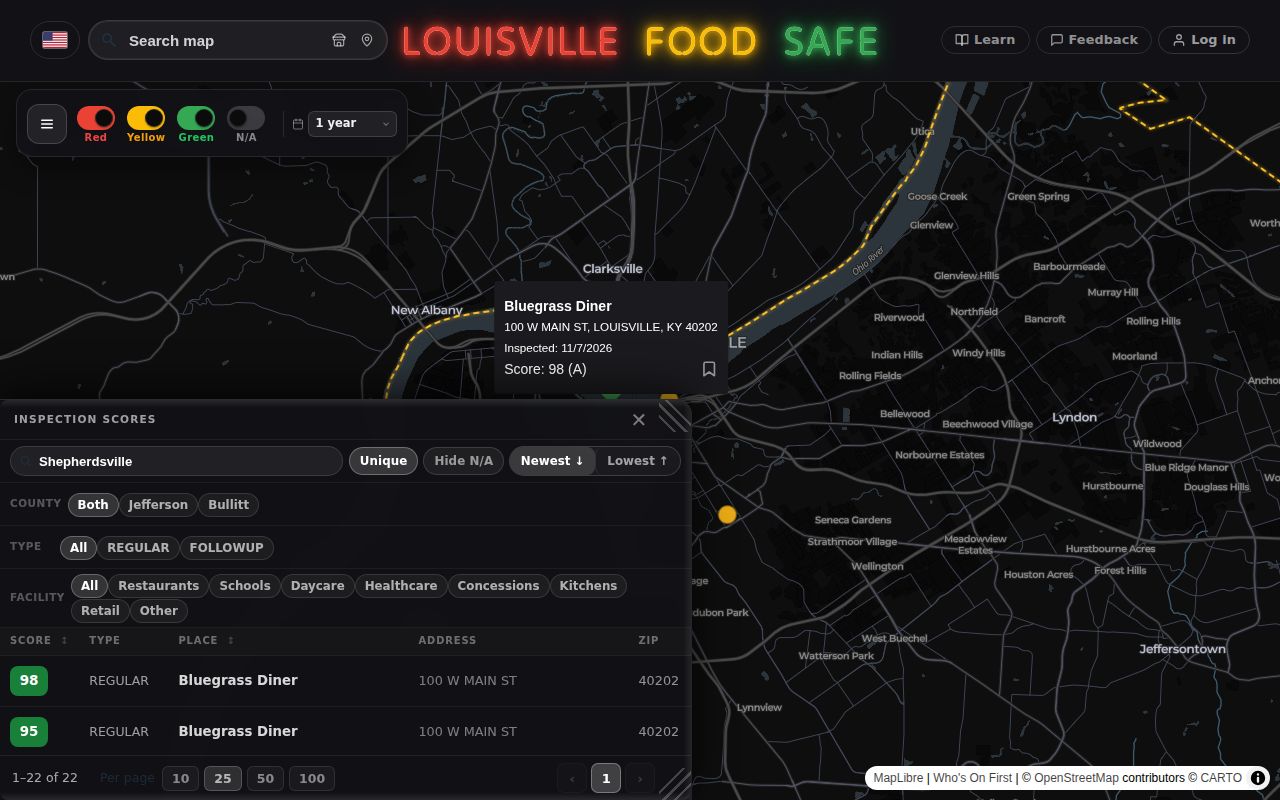 Search map
LOUISVILLE FOOD SAFE
Learn
Feedback
Log In
Red
Yellow
Green
N/A
1 year
Utica
Goose Creek
Green Spring
Glenview
Ohio River
Clarksville
Glenview Hills
Barbourmeade
Murray Hill
New Albany
Bluegrass Diner
100 W MAIN ST, LOUISVILLE, KY 40202
Inspected: 11/7/2026
Score: 98 (A)
LE
Riverwood
Northfield
Bancroft
Rolling Hills
Indian Hills
Windy Hills
Moorland
Rolling Fields
Bellewood
Beechwood Village
Lyndon
Wildwood
Norbourne Estates
Blue Ridge Manor
Hurstbourne
Douglass Hills
Seneca Gardens
Strathmoor Village
Meadowview
Estates
Hurstbourne Acres
Wellington
Houston Acres
Forest Hills
West Buechel
Watterson Park
Jeffersontown
Lynnview
INSPECTION SCORES
Shepherdsville
Unique
Hide N/A
Newest ↓
Lowest ↑
COUNTY
Both
Jefferson
Bullitt
TYPE
All
REGULAR
FOLLOWUP
FACILITY
All
Restaurants
Schools
Daycare
Healthcare
Concessions
Kitchens
Retail
Other
SCORE ↕ TYPE PLACE ↕ ADDRESS ZIP
98 REGULAR Bluegrass Diner 100 W MAIN ST 40202
95 REGULAR Bluegrass Diner 100 W MAIN ST 40202
1–22 of 22
Per page
10
25
50
100
‹
1
›
MapLibre | Who's On First | © OpenStreetMap contributors © CARTO